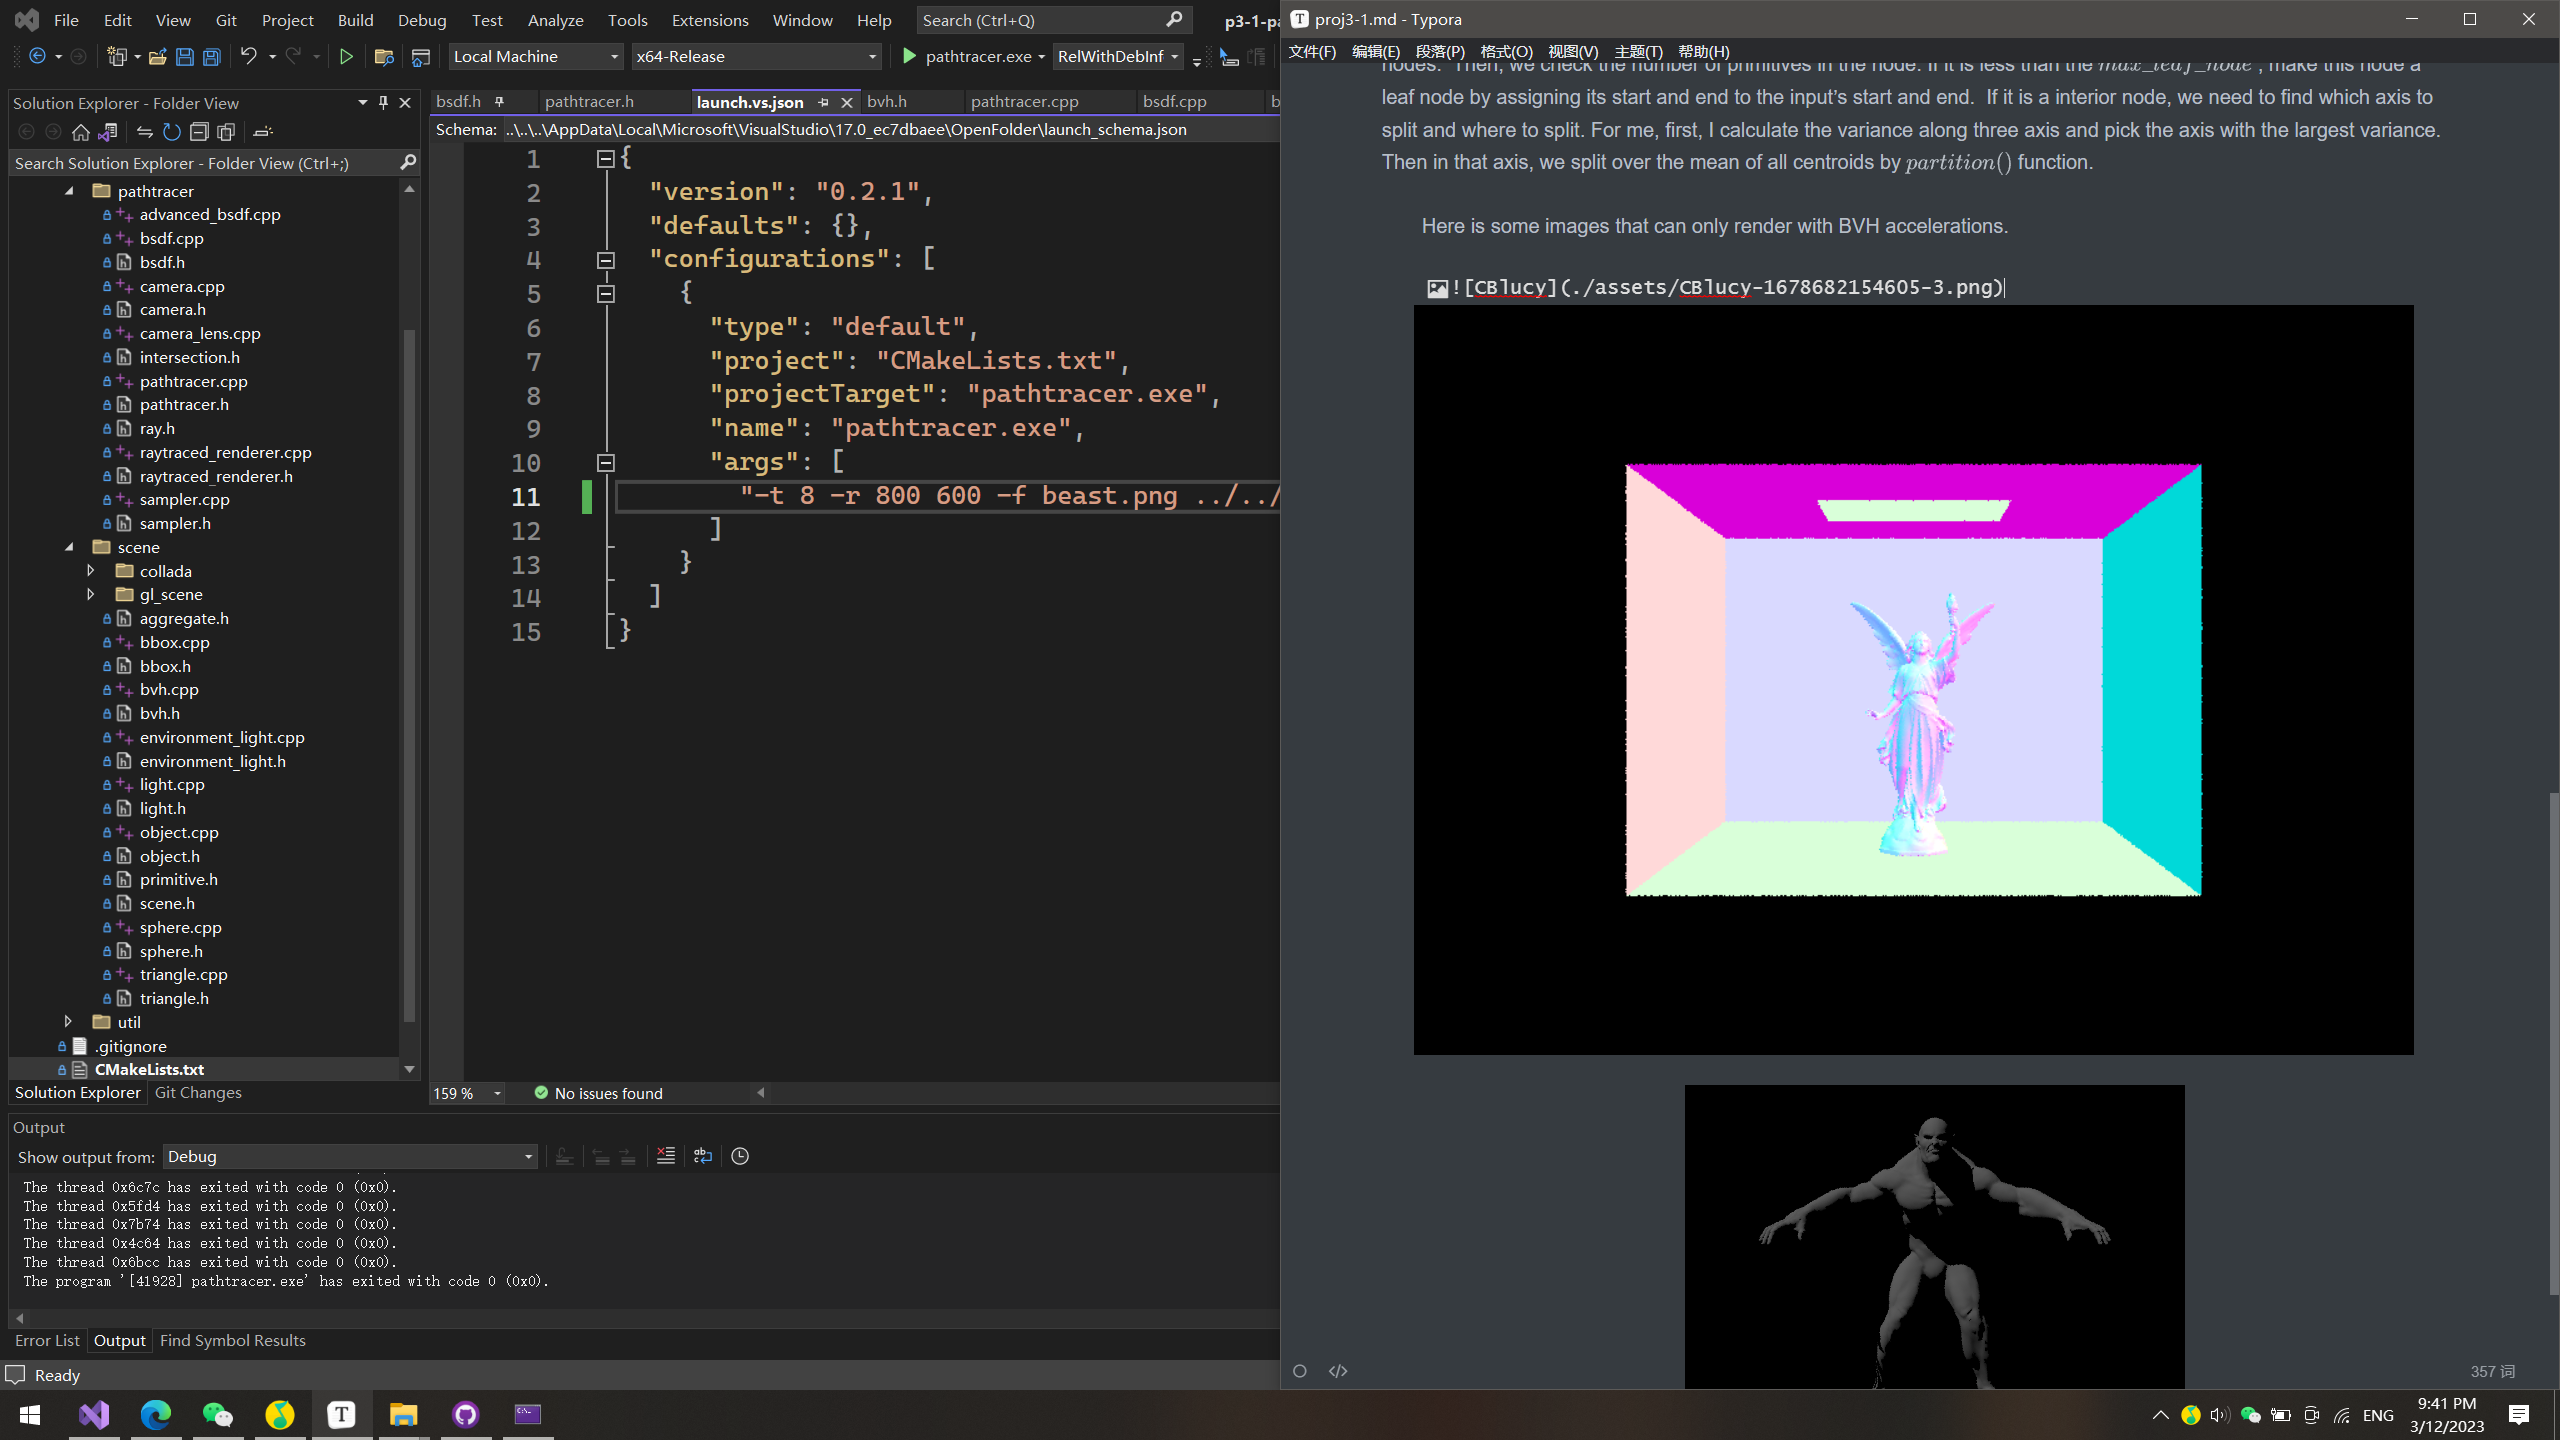 File Edit View Git Project Build Debug Test Analyze Tools Extensions Window Help Search (Ctrl+Q)
Local Machine x64-Release pathtracer.exe RelWithDebInf
Solution Explorer - Folder View
Search Solution Explorer - Folder View (Ctrl+;)
pathtracer
advanced_bsdf.cpp
bsdf.cpp
bsdf.h
camera.cpp
camera.h
camera_lens.cpp
intersection.h
pathtracer.cpp
pathtracer.h
ray.h
raytraced_renderer.cpp
raytraced_renderer.h
sampler.cpp
sampler.h
scene
collada
gl_scene
aggregate.h
bbox.cpp
bbox.h
bvh.cpp
bvh.h
environment_light.cpp
environment_light.h
light.cpp
light.h
object.cpp
object.h
primitive.h
scene.h
sphere.cpp
sphere.h
triangle.cpp
triangle.h
util
.gitignore
CMakeLists.txt
Solution Explorer Git Changes
bsdf.h pathtracer.h launch.vs.json bvh.h pathtracer.cpp bsdf.cpp
Schema: ..\..\..\AppData\Local\Microsoft\VisualStudio\17.0_ec7dbaee\OpenFolder\launch_schema.json
1 {
2 "version": "0.2.1",
3 "defaults": {},
4 "configurations": [
5 {
6 "type": "default",
7 "project": "CMakeLists.txt",
8 "projectTarget": "pathtracer.exe",
9 "name": "pathtracer.exe",
10 "args": [
11 "-t 8 -r 800 600 -f beast.png ../../
12 ]
13 }
14 ]
15 }
159 % No issues found
Output
Show output from: Debug
The thread 0x6c7c has exited with code 0 (0x0).
The thread 0x5fd4 has exited with code 0 (0x0).
The thread 0x7b74 has exited with code 0 (0x0).
The thread 0x4c64 has exited with code 0 (0x0).
The thread 0x6bcc has exited with code 0 (0x0).
The program '[41928] pathtracer.exe' has exited with code 0 (0x0).
Error List Output Find Symbol Results
Ready
proj3-1.md - Typora
文件(F) 编辑(E) 段落(P) 格式(O) 视图(V) 主题(T) 帮助(H)
nodes. Then, we check the number of primitives in the node. If it is less than the max_leaf_node , make this node a
leaf node by assigning its start and end to the input's start and end. If it is a interior node, we need to find which axis to
split and where to split. For me, first, I calculate the variance along three axis and pick the axis with the largest variance.
Then in that axis, we split over the mean of all centroids by partition() function.
Here is some images that can only render with BVH accelerations.
![CBlucy](./assets/CBlucy-1678682154605-3.png)
357 词
ENG
9:41 PM
3/12/2023